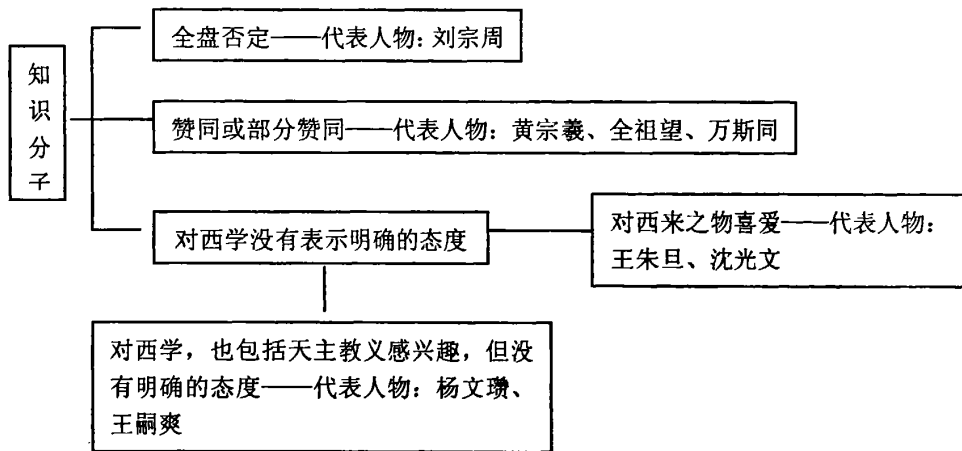 知
识
分
子
全盘否定——代表人物：刘宗周
赞同或部分赞同——代表人物：黄宗羲、全祖望、万斯同
对西学没有表示明确的态度
对西来之物喜爱——代表人物：
王朱旦、沈光文
对西学，也包括天主教义感兴趣，但没
有明确的态度——代表人物：杨文瓒、
王嗣奭